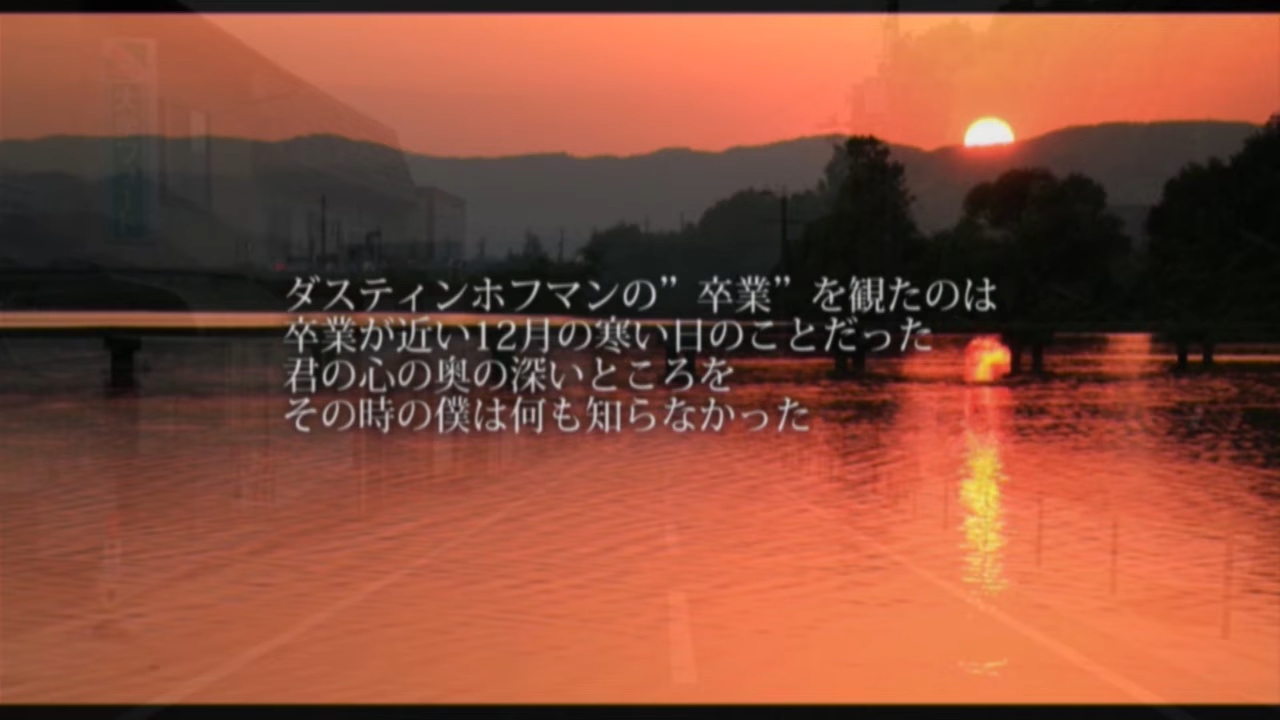 ダスティンホフマンの”卒業”を観たのは
卒業が近い12月の寒い日のことだった
君の心の奥の深いところを
その時の僕は何も知らなかった